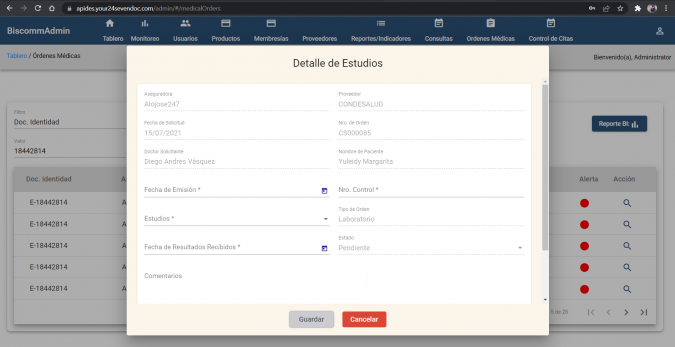 apides.your24sevendoc.com/admin/#/medicalOrders
BiscommAdmin
Tablero Monitoreo Usuarios Productos Membresías Proveedores Reportes/Indicadores Consultas Ordenes Médicas Control de Citas
Tablero / Órdenes Médicas
Bienvenido(a), Administrator
Detalle de Estudios
Aseguradora Proveedor
Alojose247 CONDESALUD
Fecha de Solicitud Nro. de Orden
15/07/2021 CS000085
Doctor Solicitante Nombre de Paciente
Diego Andres Vásquez Yuleidy Margarita
Fecha de Emisión * Nro. Control *
Estudios * Tipo de Orden
Laboratorio
Fecha de Resultados Recibidos * Estado
Pendiente
Comentarios
Guardar Cancelar
Filtro
Doc. Identidad
Valor
18442814
Reporte BI:
Doc. Identidad A Alerta Acción
E-18442814 A
E-18442814 A
E-18442814 A
E-18442814 A
E-18442814 A
5 de 26